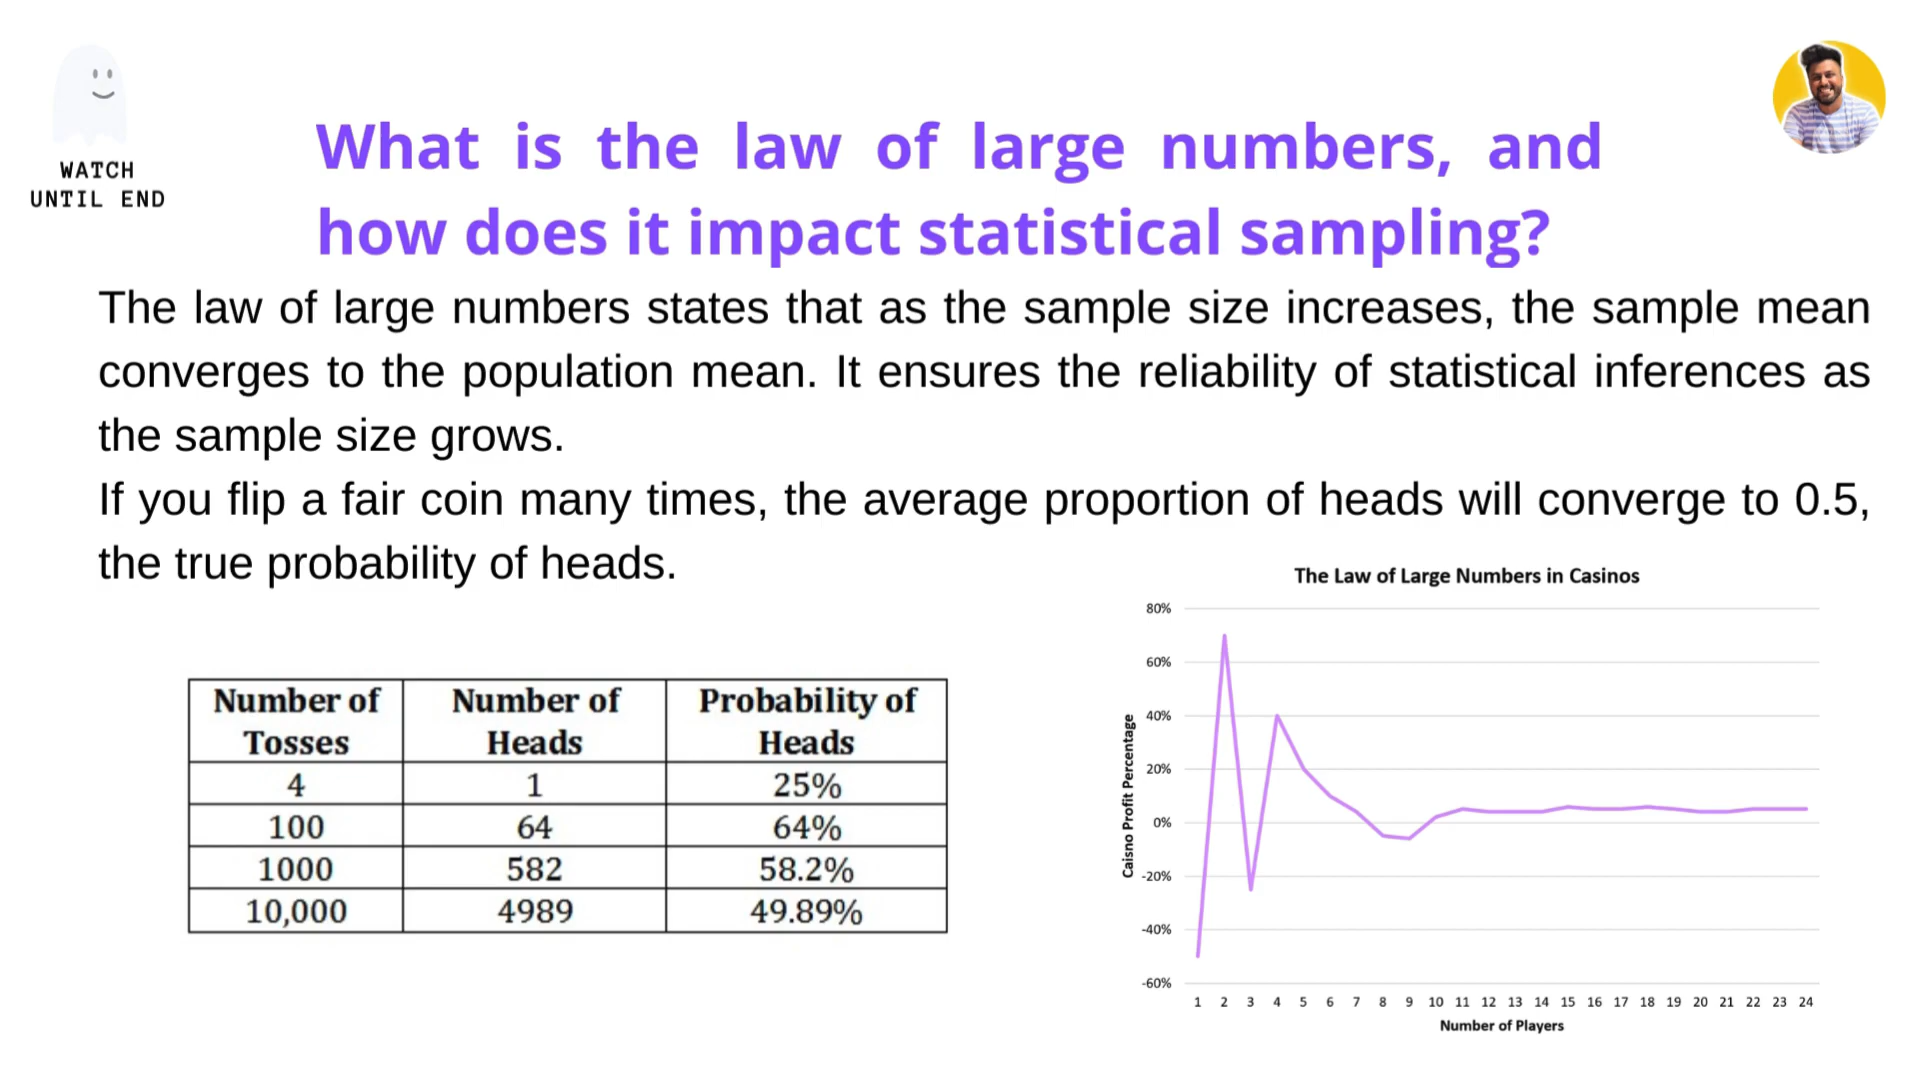 WATCH
UNTIL END
What is the law of large numbers, and
how does it impact statistical sampling?
The law of large numbers states that as the sample size increases, the sample mean
converges to the population mean. It ensures the reliability of statistical inferences as
the sample size grows.
If you flip a fair coin many times, the average proportion of heads will converge to 0.5,
the true probability of heads.
Number of Tosses Number of Heads Probability of Heads
4 1 25%
100 64 64%
1000 582 58.2%
10,000 4989 49.89%
The Law of Large Numbers in Casinos
Caisno Profit Percentage
80%
60%
40%
20%
0%
-20%
-40%
-60%
1 2 3 4 5 6 7 8 9 10 11 12 13 14 15 16 17 18 19 20 21 22 23 24
Number of Players